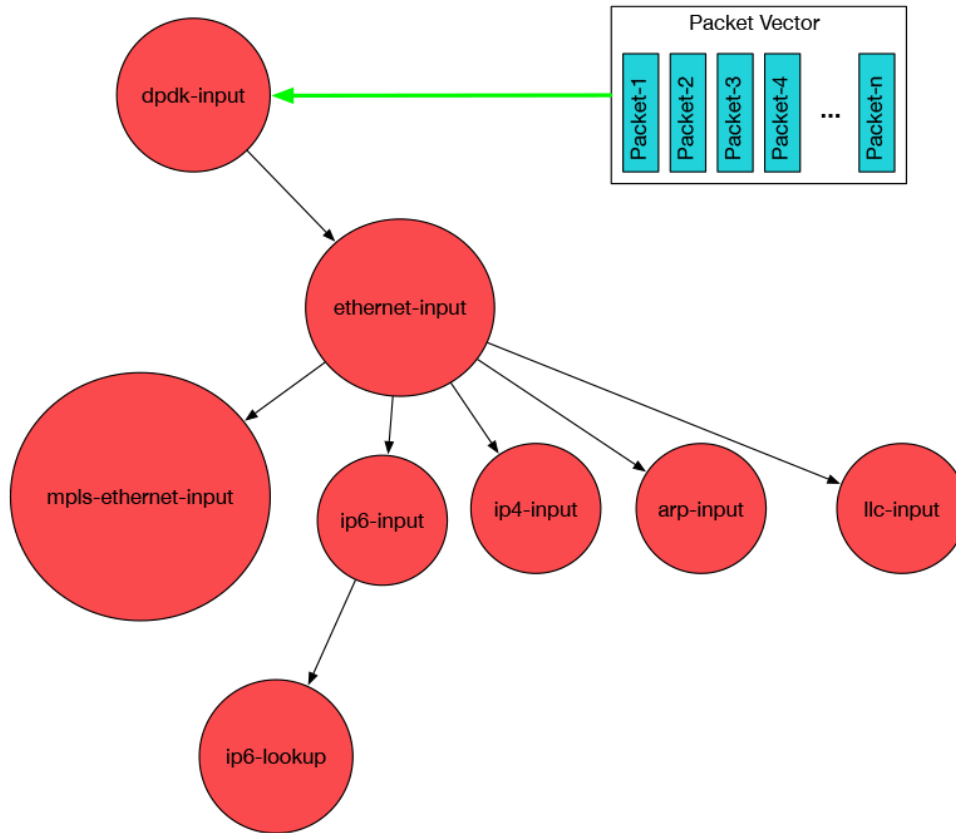 Packet Vector
dpdk-input
Packet-1
Packet-2
Packet-3
Packet-4
...
Packet-n
ethernet-input
mpls-ethernet-input
ip6-input
ip4-input
arp-input
llc-input
ip6-lookup